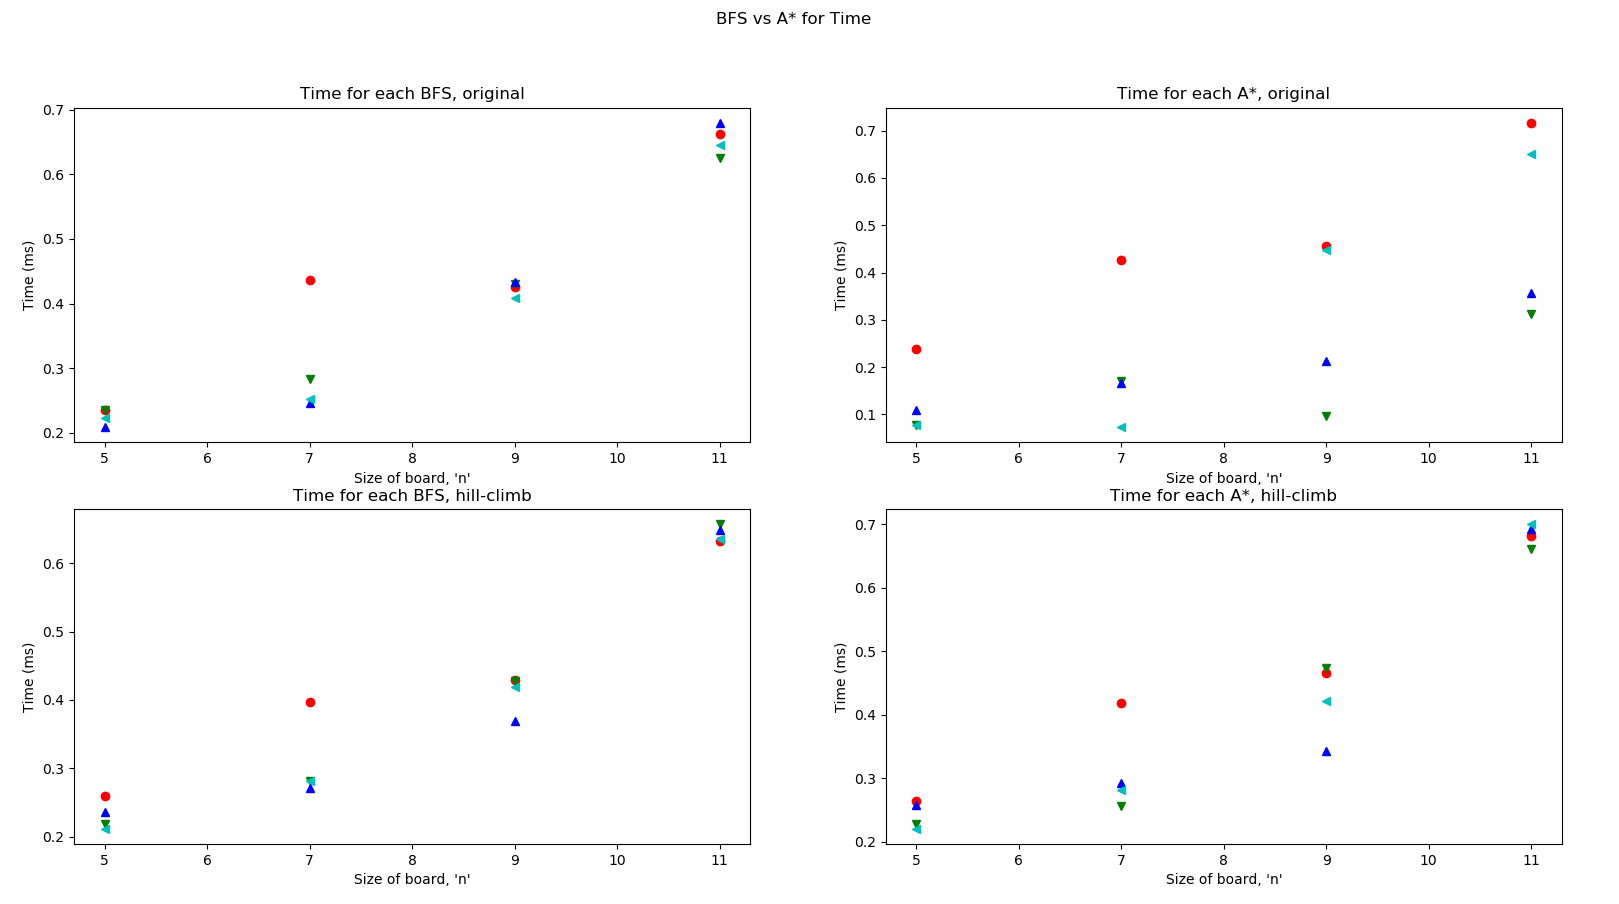 BFS vs A* for Time
Time for each BFS, original
0.7
0.6
0.5
0.4
0.3
0.2
Time (ms)
5 6 7 8 9 10 11
Size of board, 'n'
Time for each A*, original
0.7
0.6
0.5
0.4
0.3
0.2
0.1
Time (ms)
5 6 7 8 9 10 11
Size of board, 'n'
Time for each BFS, hill-climb
0.6
0.5
0.4
0.3
0.2
Time (ms)
5 6 7 8 9 10 11
Size of board, 'n'
Time for each A*, hill-climb
0.7
0.6
0.5
0.4
0.3
0.2
Time (ms)
5 6 7 8 9 10 11
Size of board, 'n'